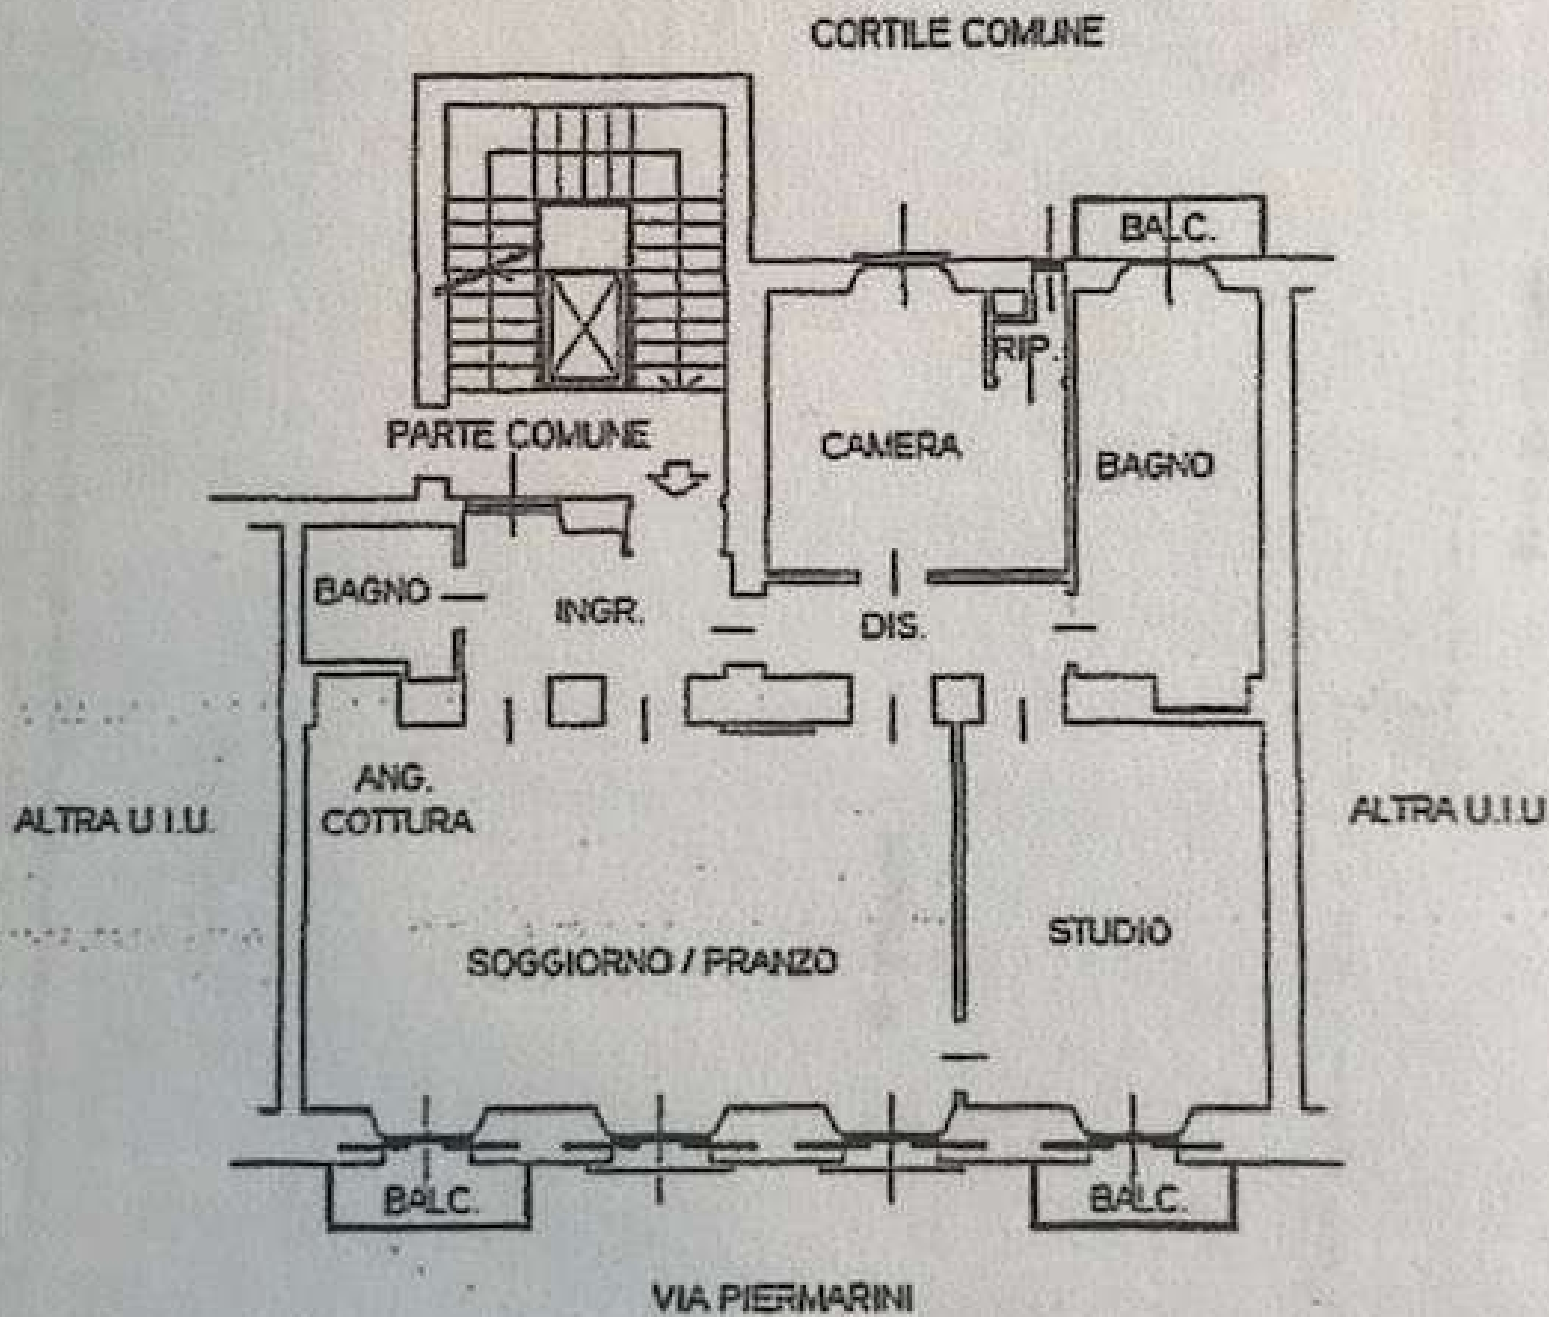 CORTILE COMUNE
BALC.
RIP.
PARTE COMUNE
CAMERA
BAGNO
BAGNO
INGR.
DIS.
ANG.
COTTURA
ALTRA U.I.U.
ALTRA U.I.U
STUDIO
SOGGIORNO / PRANZO
BALC.
BALC.
VIA PIERMARINI